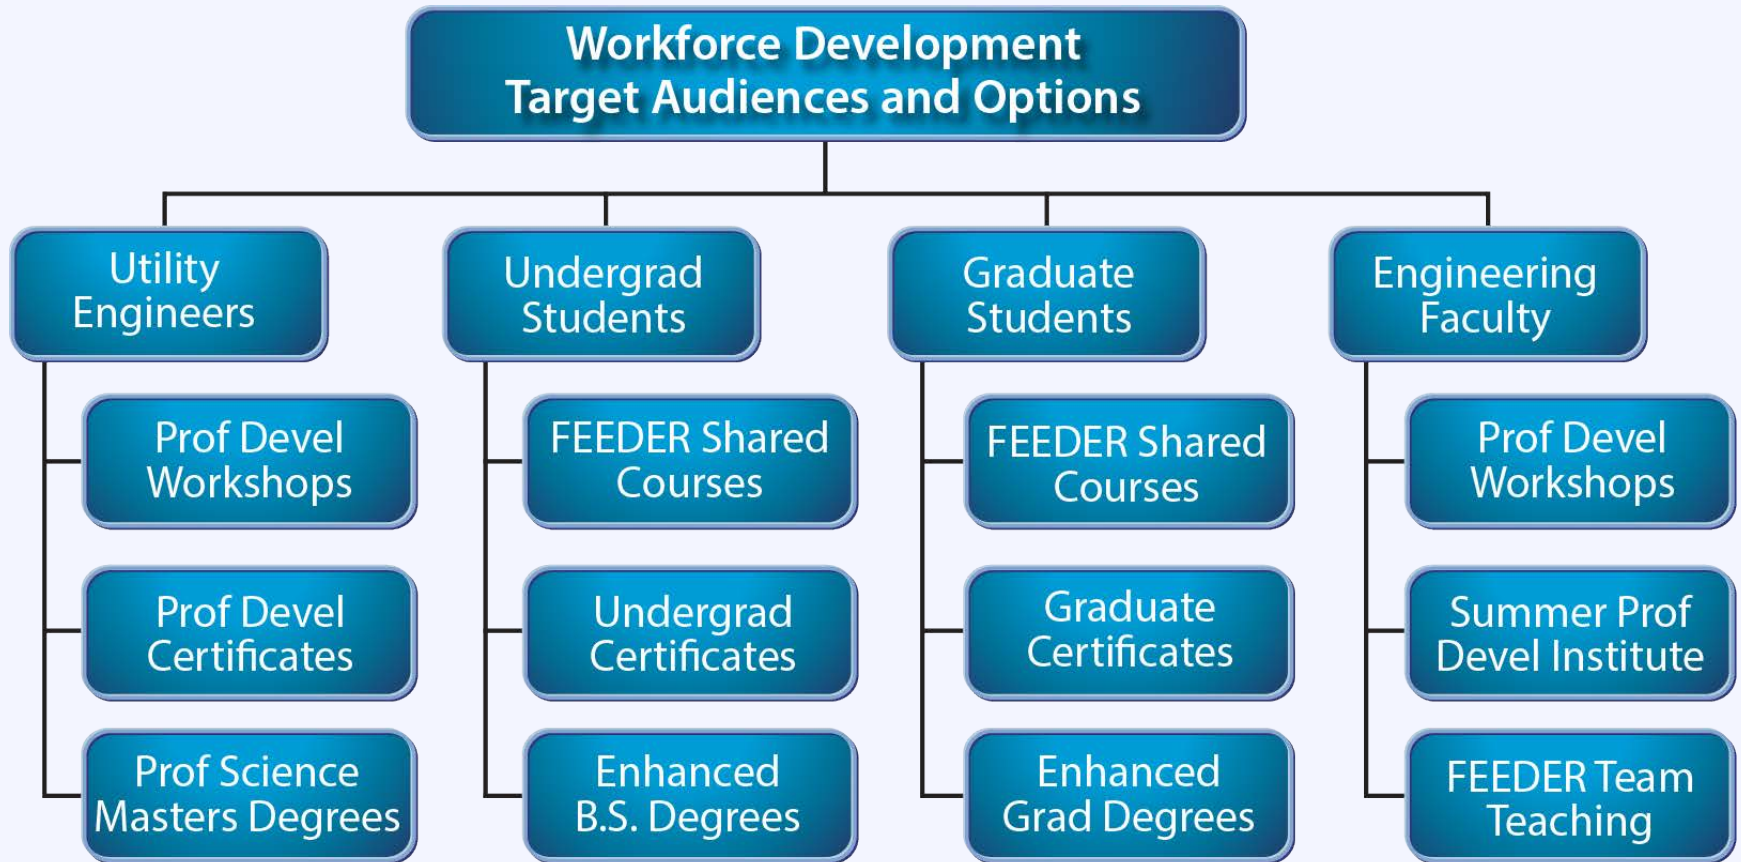 Workforce Development
Target Audiences and Options
Utility
Engineers
Undergrad
Students
Graduate
Students
Engineering
Faculty
Prof Devel
Workshops
Prof Devel
Certificates
Prof Science
Masters Degrees
FEEDER Shared
Courses
Undergrad
Certificates
Enhanced
B.S. Degrees
FEEDER Shared
Courses
Graduate
Certificates
Enhanced
Grad Degrees
Prof Devel
Workshops
Summer Prof
Devel Institute
FEEDER Team
Teaching